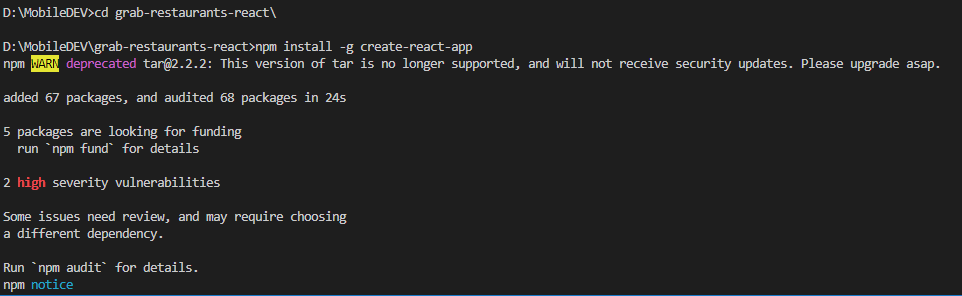 D:\MobileDEV>cd grab-restaurants-react\
D:\MobileDEV\grab-restaurants-react>npm install -g create-react-app
npm WARN deprecated tar@2.2.2: This version of tar is no longer supported, and will not receive security updates. Please upgrade asap.
added 67 packages, and audited 68 packages in 24s
5 packages are looking for funding
run `npm fund` for details
2 high severity vulnerabilities
Some issues need review, and may require choosing
a different dependency.
Run `npm audit` for details.
npm notice